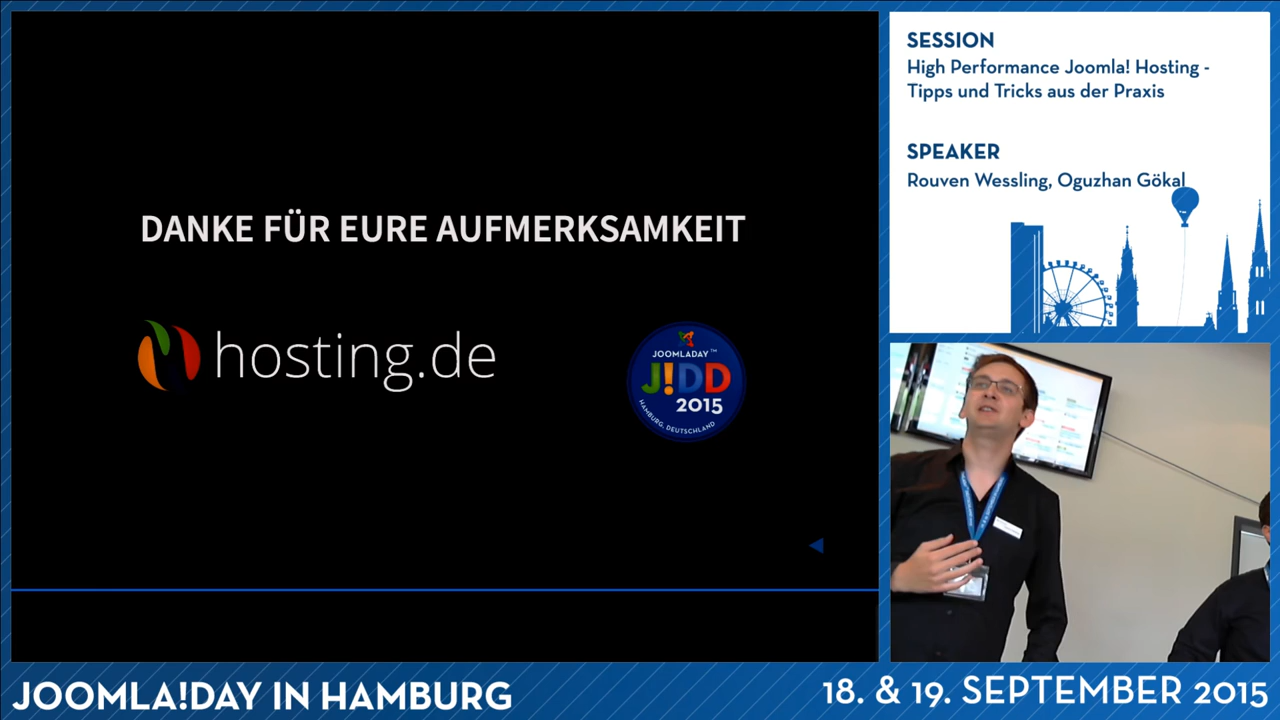 DANKE FÜR EURE AUFMERKSAMKEIT
hosting.de
JOOMLADAY™
J!DD
2015
HAMBURG, DEUTSCHLAND
SESSION
High Performance Joomla! Hosting -
Tipps und Tricks aus der Praxis
SPEAKER
Rouven Wessling, Oguzhan Gökal
JOOMLA!DAY IN HAMBURG
18. & 19. SEPTEMBER 2015